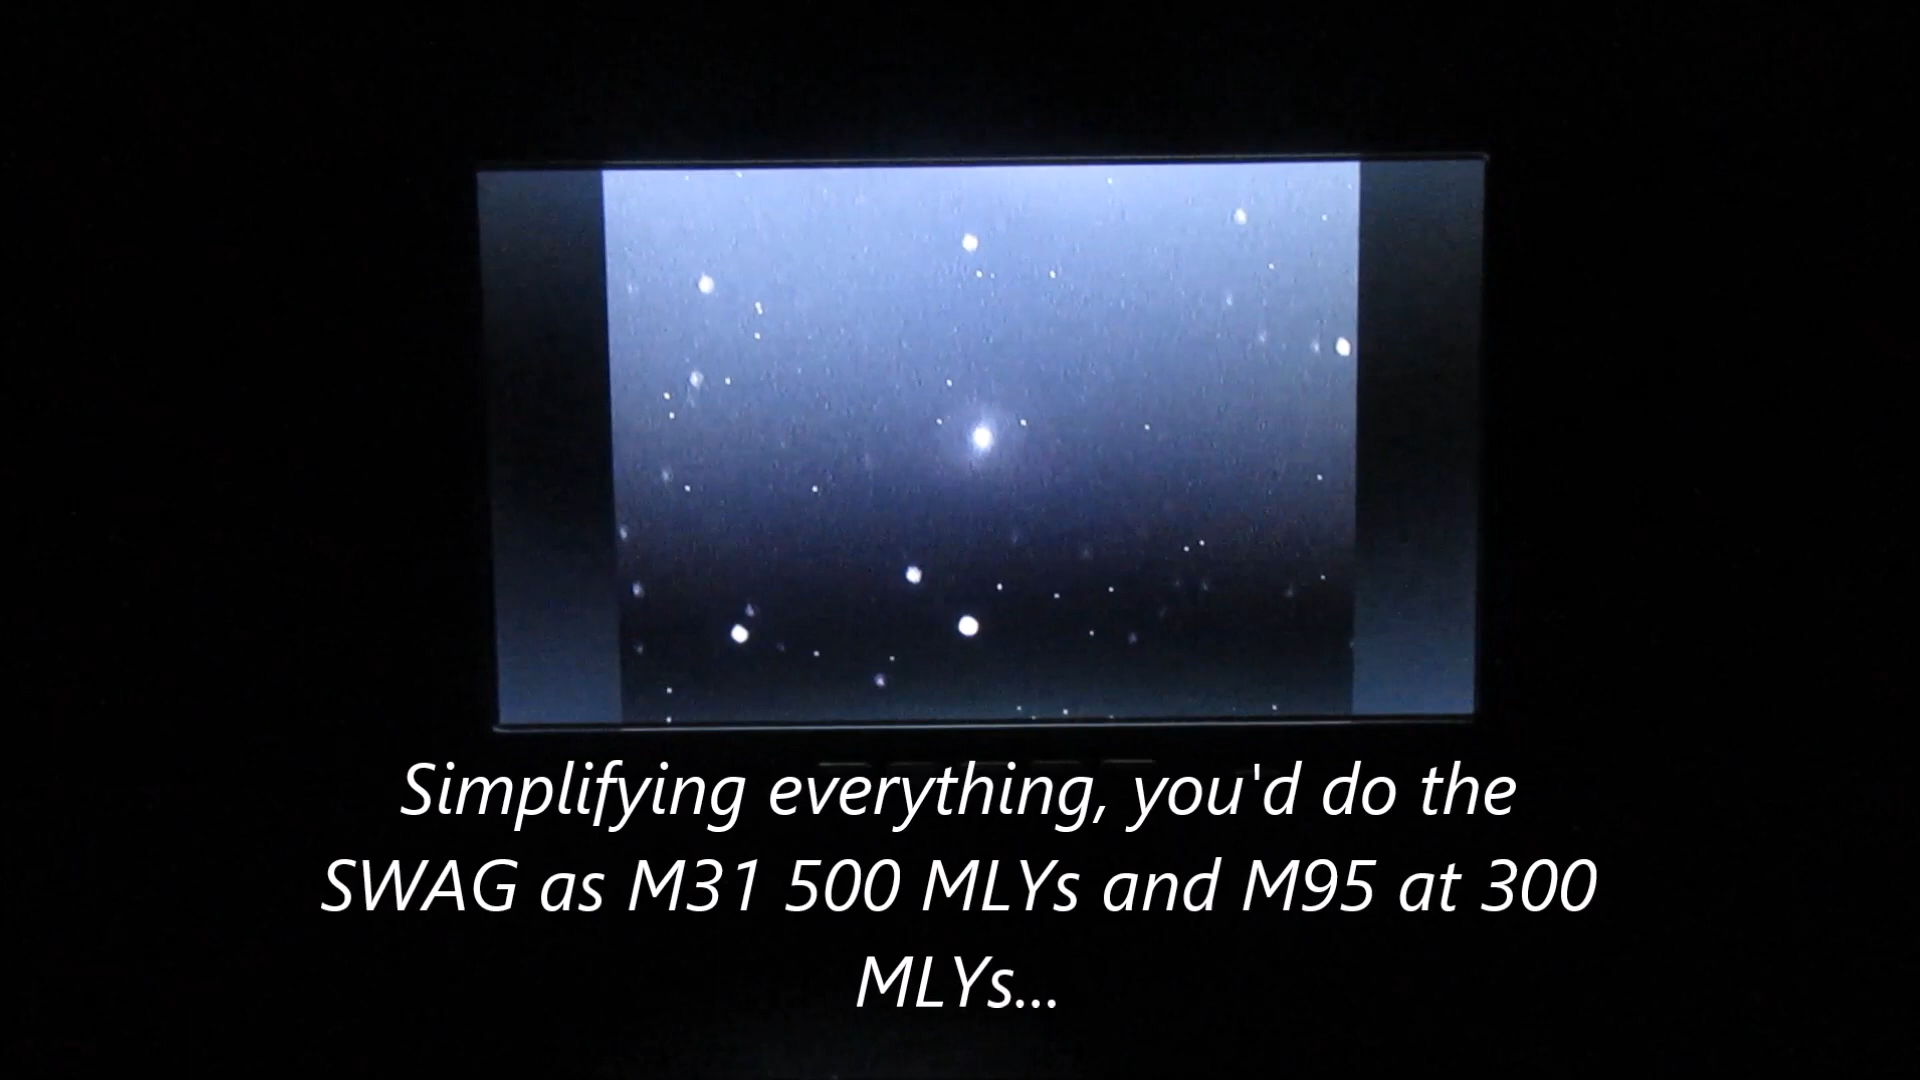 Simplifying everything, you'd do the
SWAG as M31 500 MLYs and M95 at 300
MLYs...